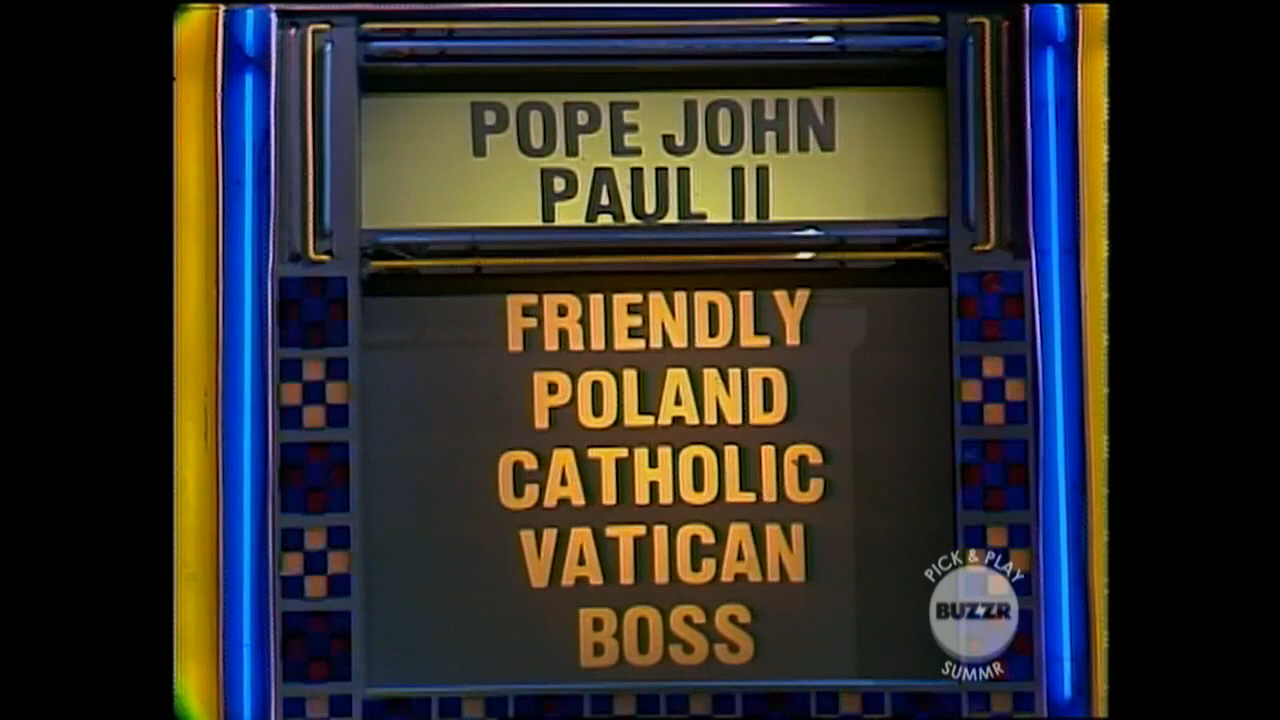 POPE JOHN
PAUL II
FRIENDLY
POLAND
CATHOLIC
VATICAN
BOSS
PICK & PLAY
BUZZR
SUMMR